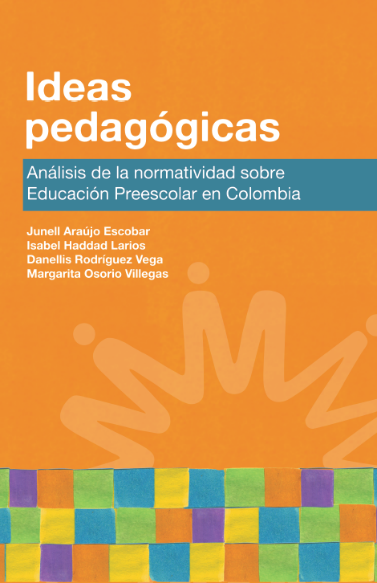 Ideas
pedagógicas
Análisis de la normatividad sobre
Educación Preescolar en Colombia
Junell Araújo Escobar
Isabel Haddad Larios
Danellis Rodríguez Vega
Margarita Osorio Villegas